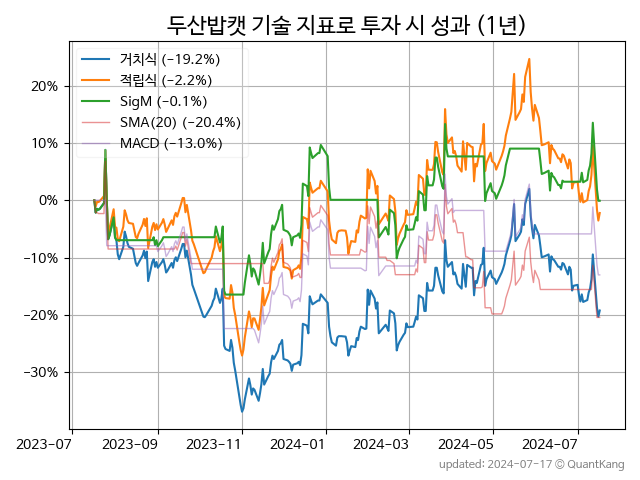 두산밥캣 기술 지표로 투자 시 성과 (1년)
거치식 (−19.2%)
적립식 (−2.2%)
SigM (−0.1%)
SMA(20) (−20.4%)
MACD (−13.0%)
20%
10%
0%
−10%
−20%
−30%
2023-07 2023-09 2023-11 2024-01 2024-03 2024-05 2024-07
updated: 2024-07-17 © QuantKang